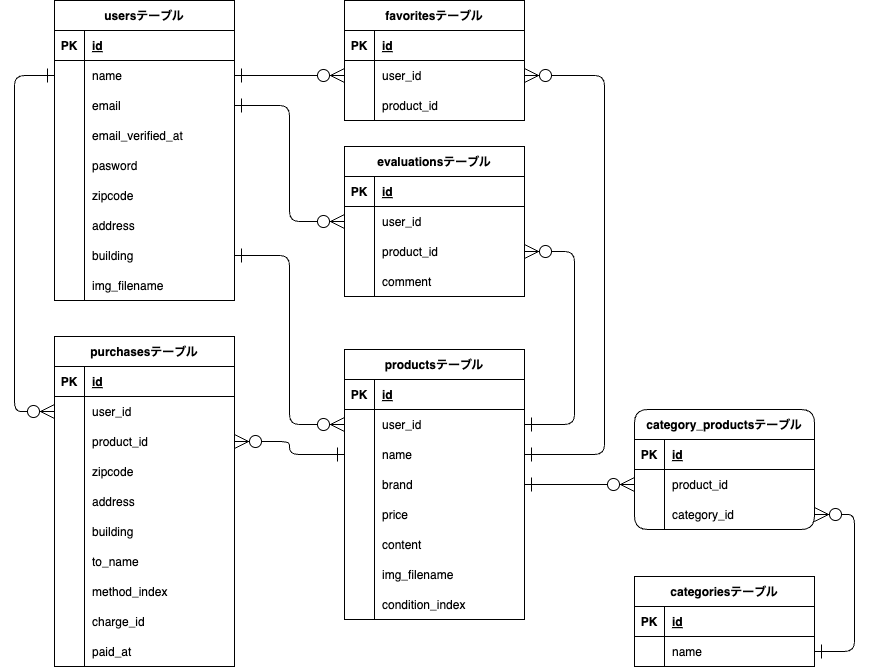 usersテーブル
PK id
name
email
email_verified_at
pasword
zipcode
address
building
img_filename
favoritesテーブル
PK id
user_id
product_id
evaluationsテーブル
PK id
user_id
product_id
comment
purchasesテーブル
PK id
user_id
product_id
zipcode
address
building
to_name
method_index
charge_id
paid_at
productsテーブル
PK id
user_id
name
brand
price
content
img_filename
condition_index
category_productsテーブル
PK id
product_id
category_id
categoriesテーブル
PK id
name